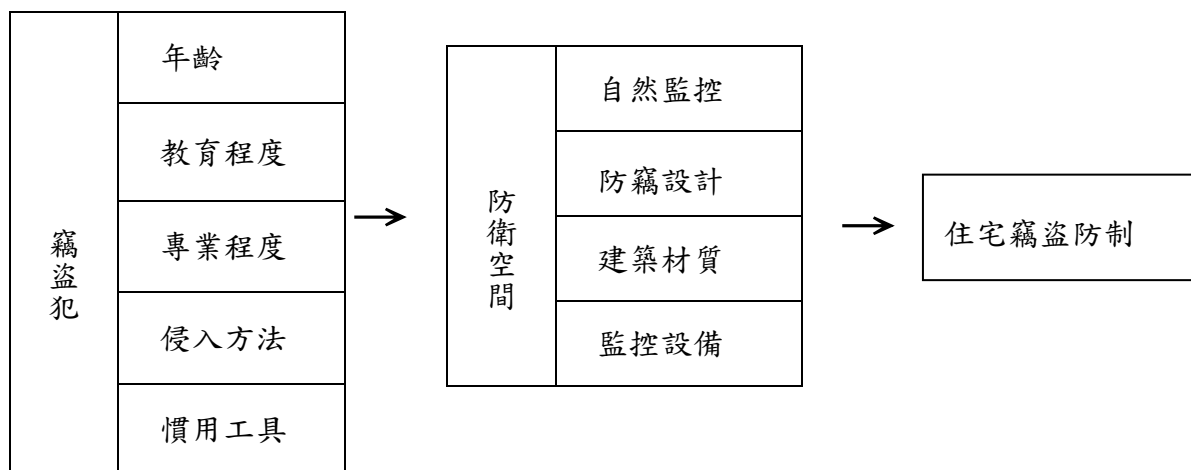 竊盜犯
年齡
教育程度
專業程度
侵入方法
慣用工具
防衛空間
自然監控
防竊設計
建築材質
監控設備
住宅竊盜防制